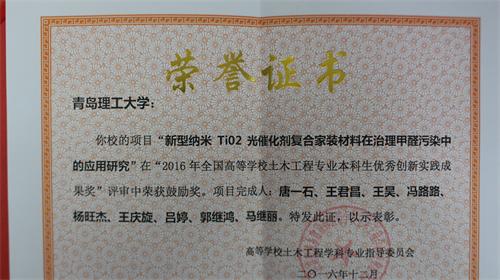 荣誉证书
青岛理工大学：
你校的项目“新型纳米 TiO2 光催化剂复合家装材料在治理甲醛污染中
的应用研究”在“2016 年全国高等学校土木工程专业本科生优秀创新实践成
果奖”评审中荣获鼓励奖。项目完成人：唐一石、王君昌、王昊、冯路路、
杨旺杰、王庆旋、吕婷、郭继鸿、马继丽。特发此证，以示表彰。
高等学校土木工程学科专业指导委员会
二〇一六年十二月